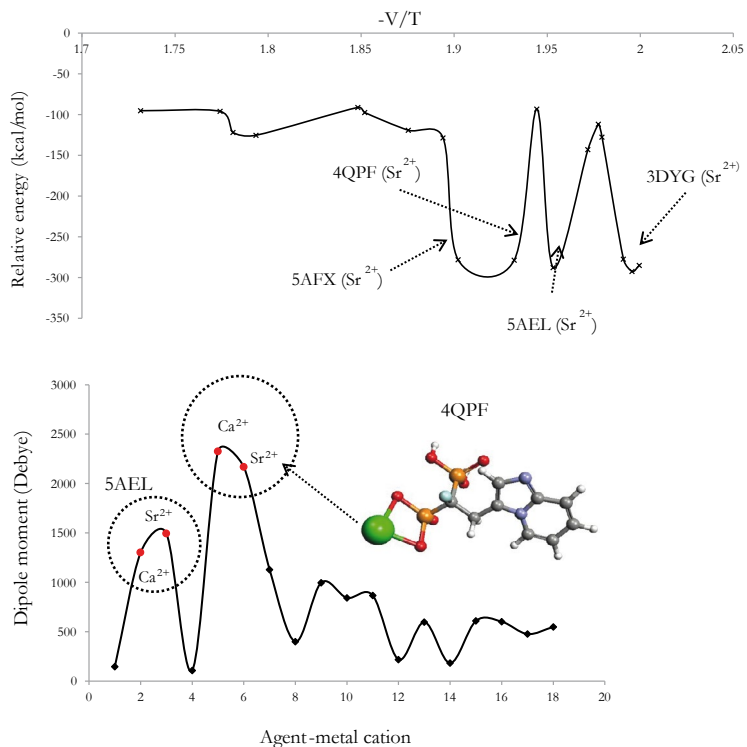 -V/T
1.7 1.75 1.8 1.85 1.9 1.95 2 2.05
0
-50
-100
-150
-200
-250
-300
-350
Relative energy (kcal/mol)
4QPF (Sr²⁺)
3DYG (Sr²⁺)
5AFX (Sr²⁺)
5AEL (Sr²⁺)
3000
2500
2000
1500
1000
500
0
Dipole moment (Debye)
4QPF
Ca²⁺
Sr²⁺
5AEL
Sr²⁺
Ca²⁺
0 2 4 6 8 10 12 14 16 18 20
Agent-metal cation